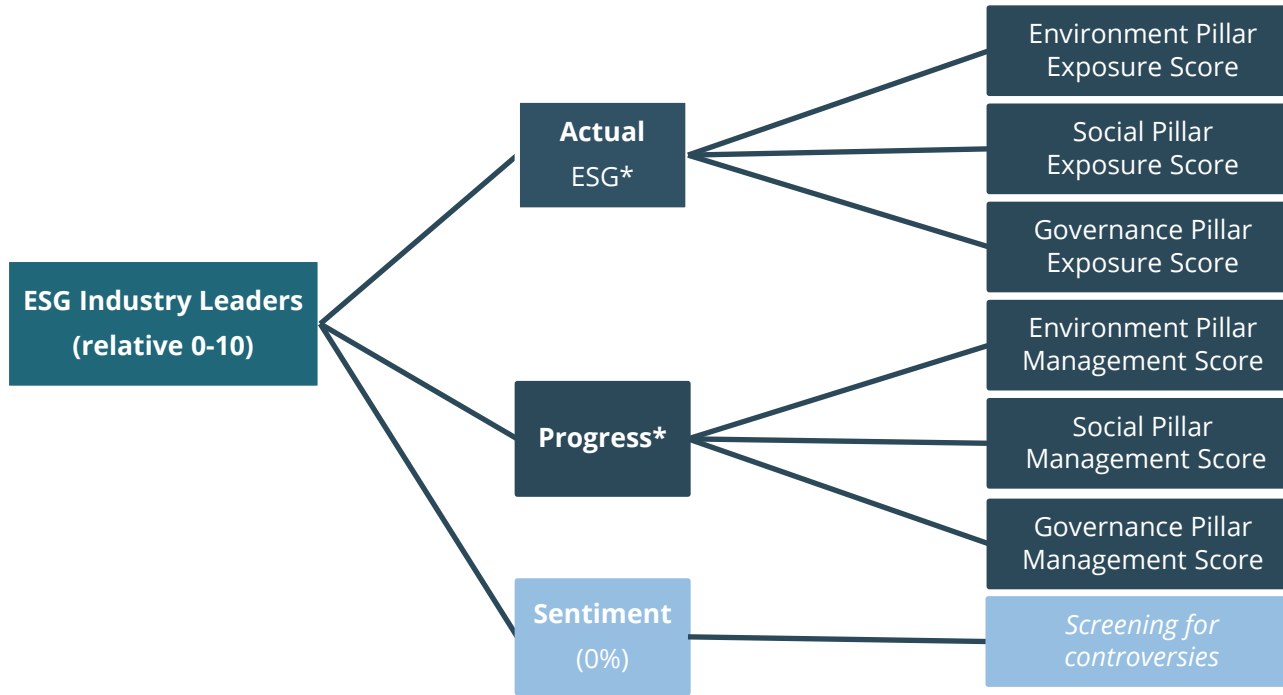 ESG Industry Leaders
(relative 0-10)
Actual
ESG*
Progress*
Sentiment
(0%)
Environment Pillar
Exposure Score
Social Pillar
Exposure Score
Governance Pillar
Exposure Score
Environment Pillar
Management Score
Social Pillar
Management Score
Governance Pillar
Management Score
Screening for
controversies